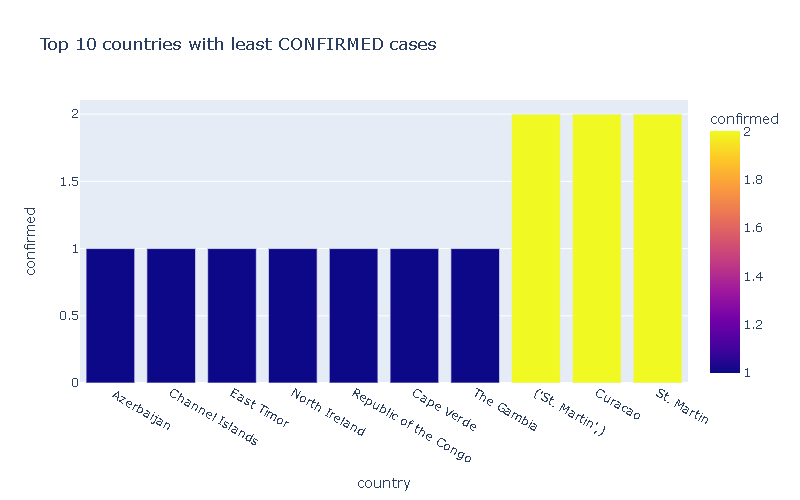 Top 10 countries with least CONFIRMED cases
confirmed
2
1.5
1
0.5
0
confirmed
2
1.8
1.6
1.4
1.2
1
Azerbaijan
Channel Islands
East Timor
North Ireland
Republic of the Congo
Cape Verde
The Gambia
('St. Martin',)
Curacao
St. Martin
country